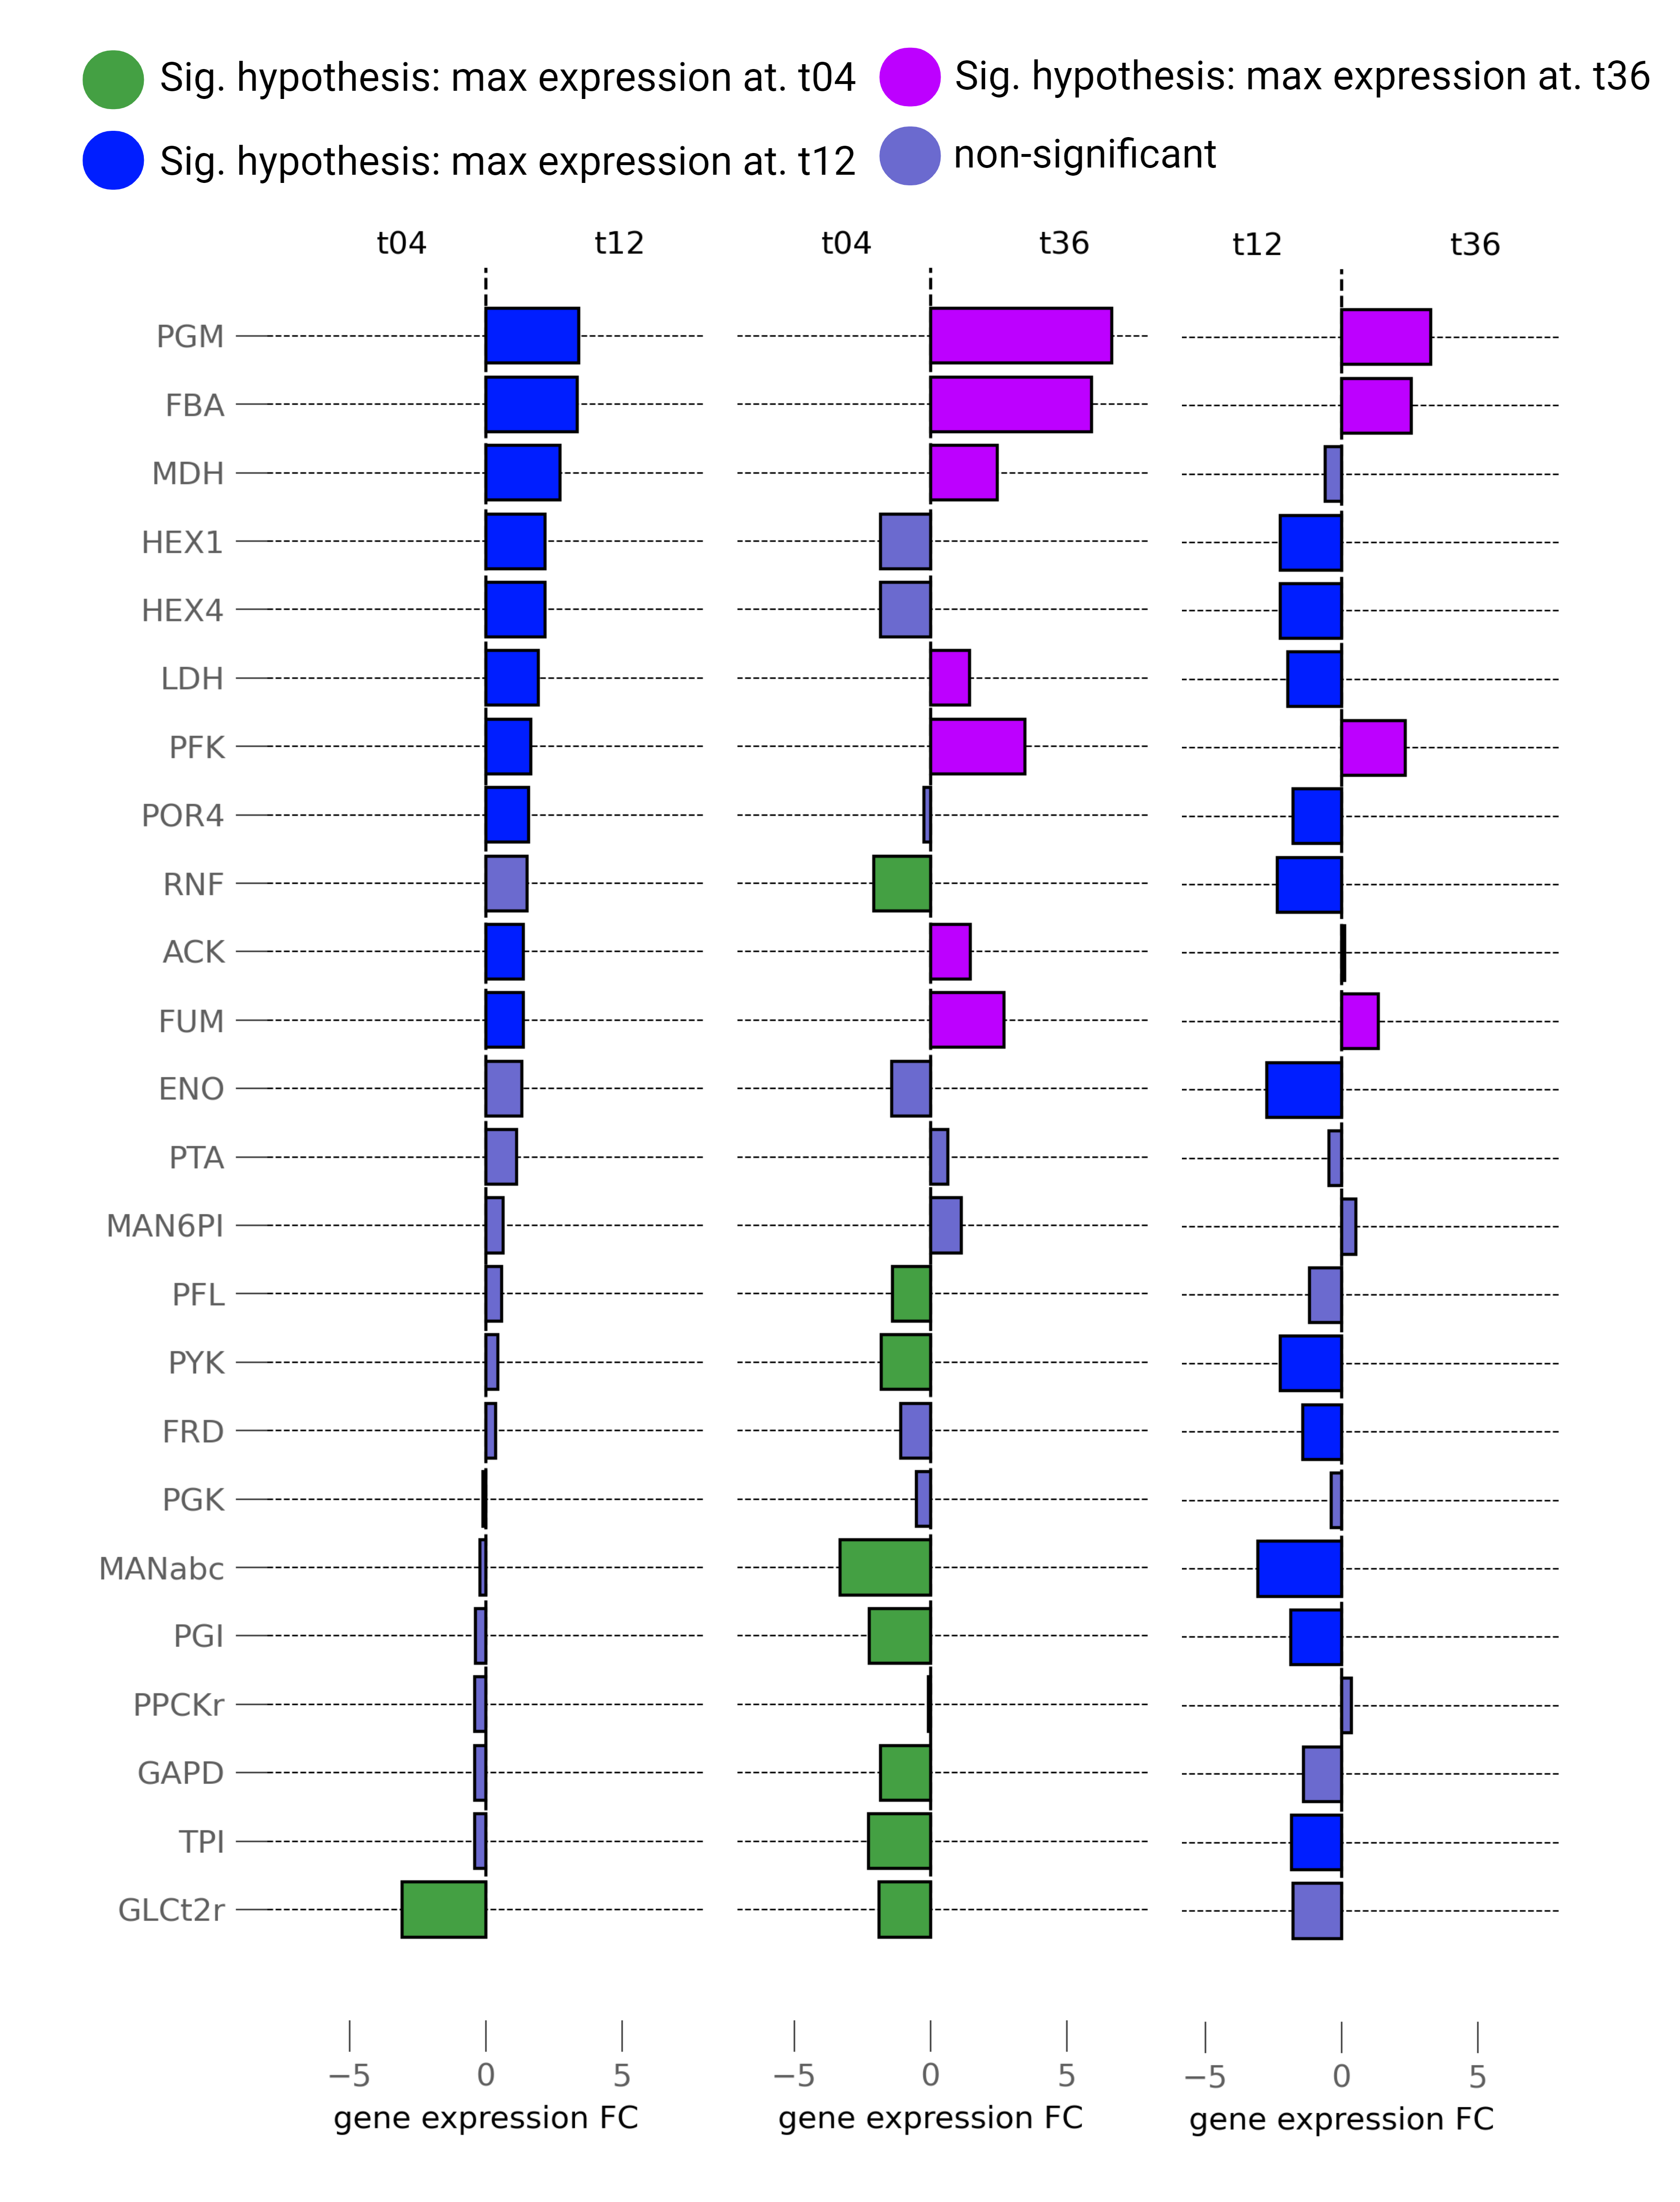 Sig. hypothesis: max expression at. t04
Sig. hypothesis: max expression at. t36
Sig. hypothesis: max expression at. t12
non-significant
t04 t12 t04 t36 t12 t36
PGM
FBA
MDH
HEX1
HEX4
LDH
PFK
POR4
RNF
ACK
FUM
ENO
PTA
MAN6PI
PFL
PYK
FRD
PGK
MANabc
PGI
PPCKr
GAPD
TPI
GLCt2r
−5 0 5 −5 0 5 −5 0 5
gene expression FC gene expression FC gene expression FC